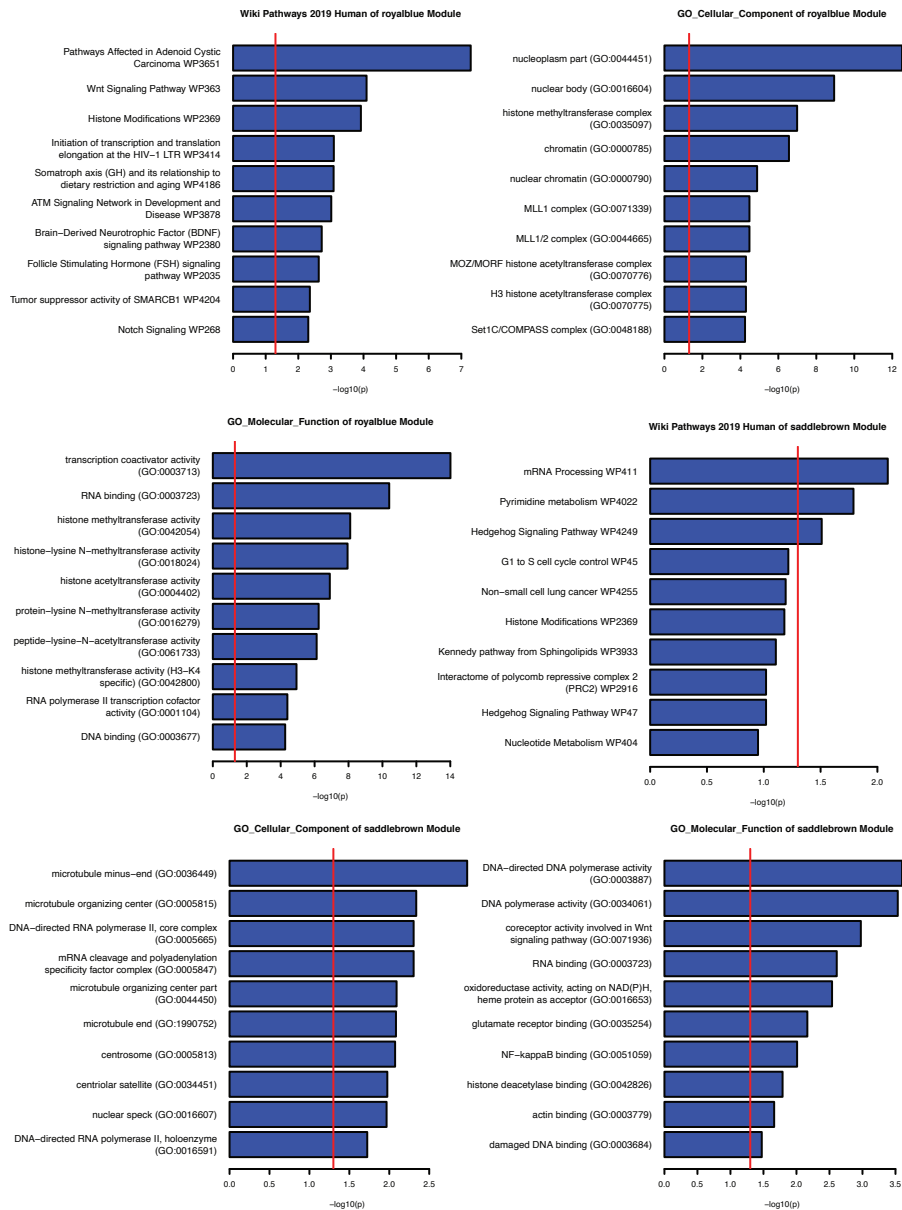 Wiki Pathways 2019 Human of royalblue Module
Pathways Affected in Adenoid Cystic
Carcinoma WP3651
Wnt Signaling Pathway WP363
Histone Modifications WP2369
Initiation of transcription and translation
elongation at the HIV−1 LTR WP3414
Somatroph axis (GH) and its relationship to
dietary restriction and aging WP4186
ATM Signaling Network in Development and
Disease WP3878
Brain−Derived Neurotrophic Factor (BDNF)
signaling pathway WP2380
Follicle Stimulating Hormone (FSH) signaling
pathway WP2035
Tumor suppressor activity of SMARCB1 WP4204
Notch Signaling WP268
0 1 2 3 4 5 6 7
−log10(p)
GO_Cellular_Component of royalblue Module
nucleoplasm part (GO:0044451)
nuclear body (GO:0016604)
histone methyltransferase complex
(GO:0035097)
chromatin (GO:0000785)
nuclear chromatin (GO:0000790)
MLL1 complex (GO:0071339)
MLL1/2 complex (GO:0044665)
MOZ/MORF histone acetyltransferase complex
(GO:0070776)
H3 histone acetyltransferase complex
(GO:0070775)
Set1C/COMPASS complex (GO:0048188)
0 2 4 6 8 10 12
−log10(p)
GO_Molecular_Function of royalblue Module
transcription coactivator activity
(GO:0003713)
RNA binding (GO:0003723)
histone methyltransferase activity
(GO:0042054)
histone−lysine N−methyltransferase activity
(GO:0018024)
histone acetyltransferase activity
(GO:0004402)
protein−lysine N−methyltransferase activity
(GO:0016279)
peptide−lysine−N−acetyltransferase activity
(GO:0061733)
histone methyltransferase activity (H3−K4
specific) (GO:0042800)
RNA polymerase II transcription cofactor
activity (GO:0001104)
DNA binding (GO:0003677)
0 2 4 6 8 10 12 14
−log10(p)
Wiki Pathways 2019 Human of saddlebrown Module
mRNA Processing WP411
Pyrimidine metabolism WP4022
Hedgehog Signaling Pathway WP4249
G1 to S cell cycle control WP45
Non−small cell lung cancer WP4255
Histone Modifications WP2369
Kennedy pathway from Sphingolipids WP3933
Interactome of polycomb repressive complex 2
(PRC2) WP2916
Hedgehog Signaling Pathway WP47
Nucleotide Metabolism WP404
0.0 0.5 1.0 1.5 2.0
−log10(p)
GO_Cellular_Component of saddlebrown Module
microtubule minus−end (GO:0036449)
microtubule organizing center (GO:0005815)
DNA−directed RNA polymerase II, core complex
(GO:0005665)
mRNA cleavage and polyadenylation
specificity factor complex (GO:0005847)
microtubule organizing center part
(GO:0044450)
microtubule end (GO:1990752)
centrosome (GO:0005813)
centriolar satellite (GO:0034451)
nuclear speck (GO:0016607)
DNA−directed RNA polymerase II, holoenzyme
(GO:0016591)
0.0 0.5 1.0 1.5 2.0 2.5
−log10(p)
GO_Molecular_Function of saddlebrown Module
DNA−directed DNA polymerase activity
(GO:0003887)
DNA polymerase activity (GO:0034061)
coreceptor activity involved in Wnt
signaling pathway (GO:0071936)
RNA binding (GO:0003723)
oxidoreductase activity, acting on NAD(P)H,
heme protein as acceptor (GO:0016653)
glutamate receptor binding (GO:0035254)
NF−kappaB binding (GO:0051059)
histone deacetylase binding (GO:0042826)
actin binding (GO:0003779)
damaged DNA binding (GO:0003684)
0.0 0.5 1.0 1.5 2.0 2.5 3.0 3.5
−log10(p)